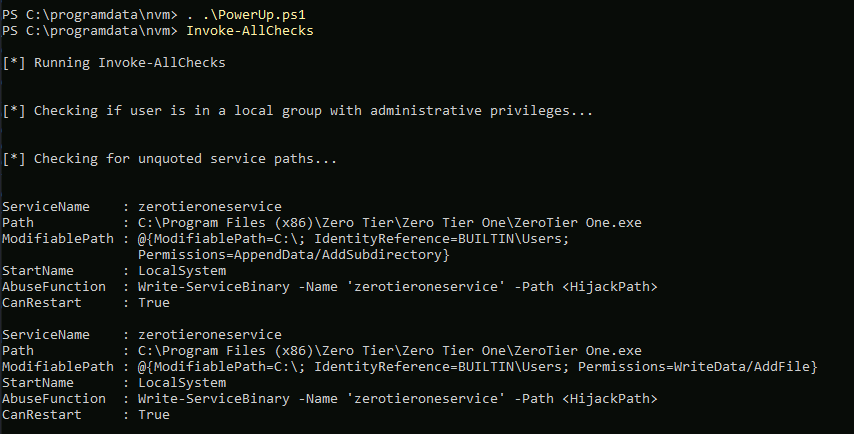 PS C:\programdata\nvm> . .\PowerUp.ps1
PS C:\programdata\nvm> Invoke-AllChecks
[*] Running Invoke-AllChecks
[*] Checking if user is in a local group with administrative privileges...
[*] Checking for unquoted service paths...
ServiceName    : zerotieroneservice
Path           : C:\Program Files (x86)\Zero Tier\Zero Tier One\ZeroTier One.exe
ModifiablePath : @{ModifiablePath=C:\; IdentityReference=BUILTIN\Users;
                 Permissions=AppendData/AddSubdirectory}
StartName      : LocalSystem
AbuseFunction  : Write-ServiceBinary -Name 'zerotieroneservice' -Path <HijackPath>
CanRestart     : True
ServiceName    : zerotieroneservice
Path           : C:\Program Files (x86)\Zero Tier\Zero Tier One\ZeroTier One.exe
ModifiablePath : @{ModifiablePath=C:\; IdentityReference=BUILTIN\Users; Permissions=WriteData/AddFile}
StartName      : LocalSystem
AbuseFunction  : Write-ServiceBinary -Name 'zerotieroneservice' -Path <HijackPath>
CanRestart     : True